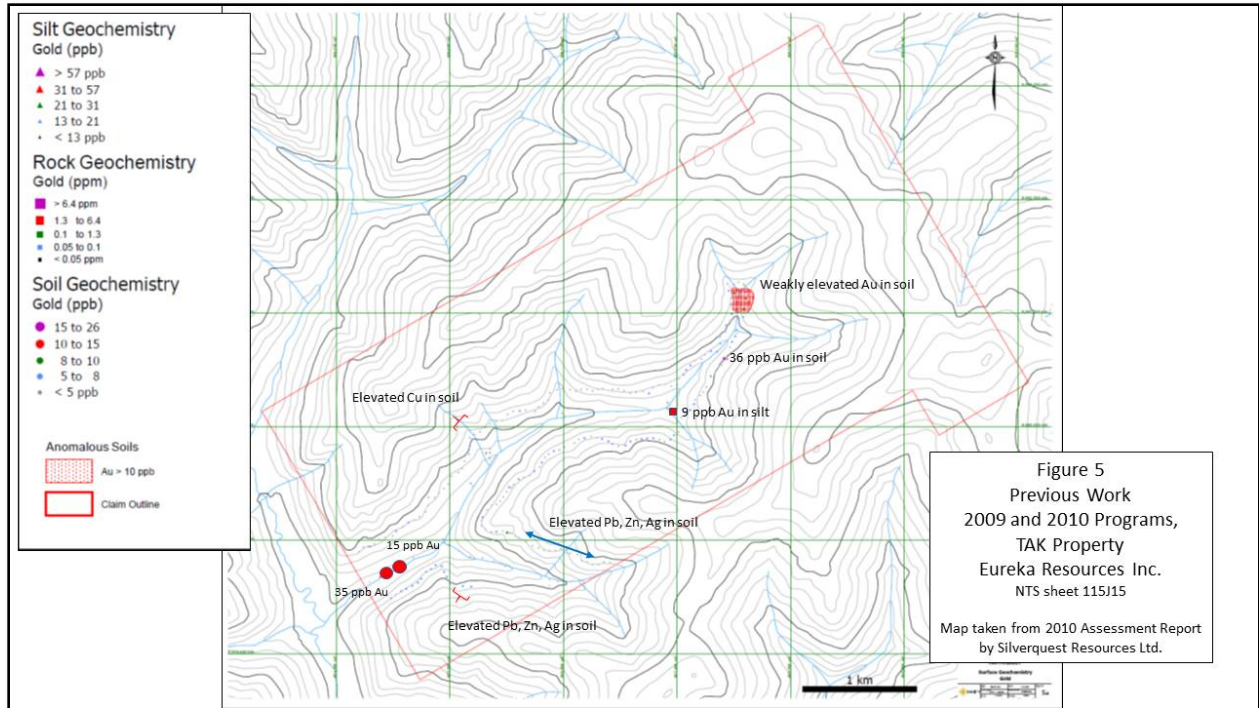 Silt Geochemistry
Gold (ppb)
> 57 ppb
31 to 57
21 to 31
13 to 21
< 13 ppb
Rock Geochemistry
Gold (ppm)
> 6.4 ppm
1.3 to 6.4
0.1 to 1.3
0.05 to 0.1
< 0.05 ppm
Soil Geochemistry
Gold (ppb)
15 to 26
10 to 15
8 to 10
5 to 8
< 5 ppb
Anomalous Soils
Au > 10 ppb
Claim Outline
Weakly elevated Au in soil
36 ppb Au in soil
Elevated Cu in soil
9 ppb Au in silt
Elevated Pb, Zn, Ag in soil
15 ppb Au
35 ppb Au
Elevated Pb, Zn, Ag in soil
1 km
Figure 5
Previous Work
2009 and 2010 Programs,
TAK Property
Eureka Resources Inc.
NTS sheet 115J15
Map taken from 2010 Assessment Report
by Silverquest Resources Ltd.
Surface Geochemistry
Gold